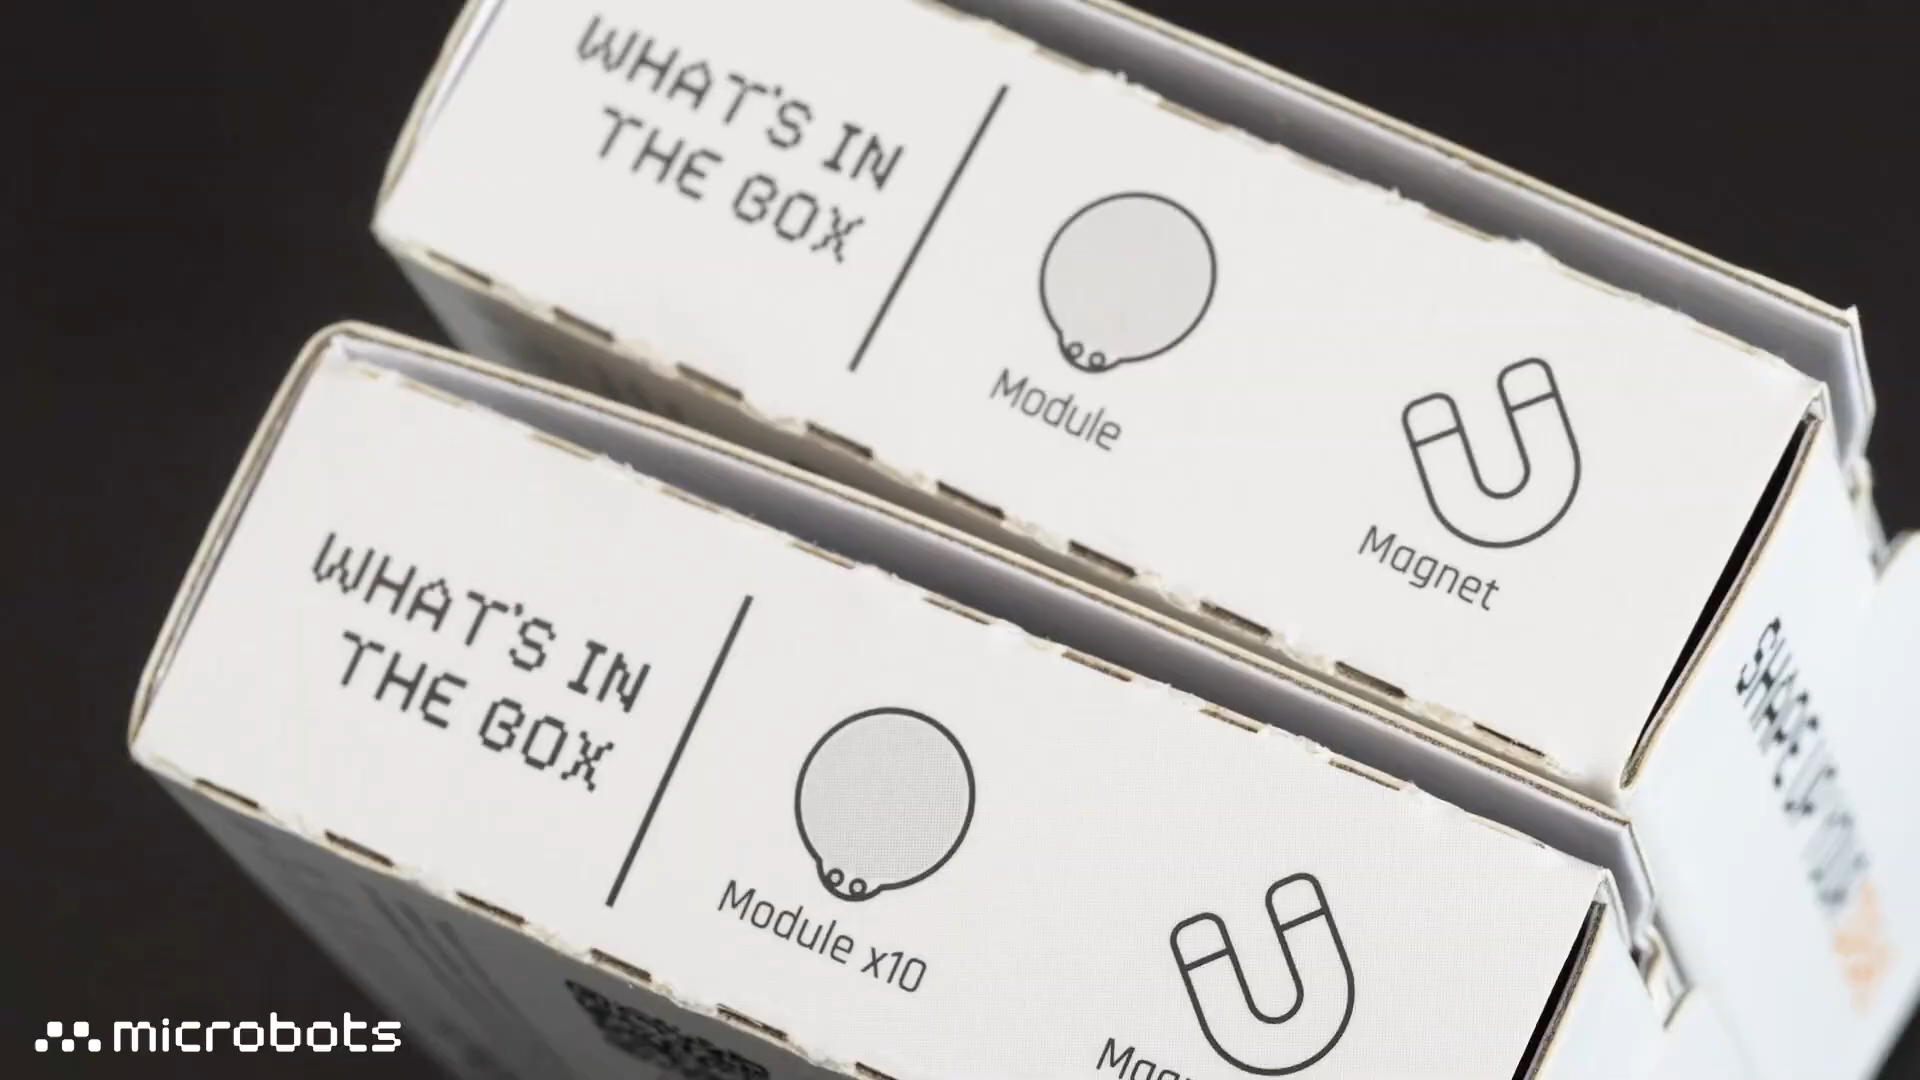 WHAT'S IN
THE BOX
Module
Magnet
WHAT'S IN
THE BOX
Module x10
microbots